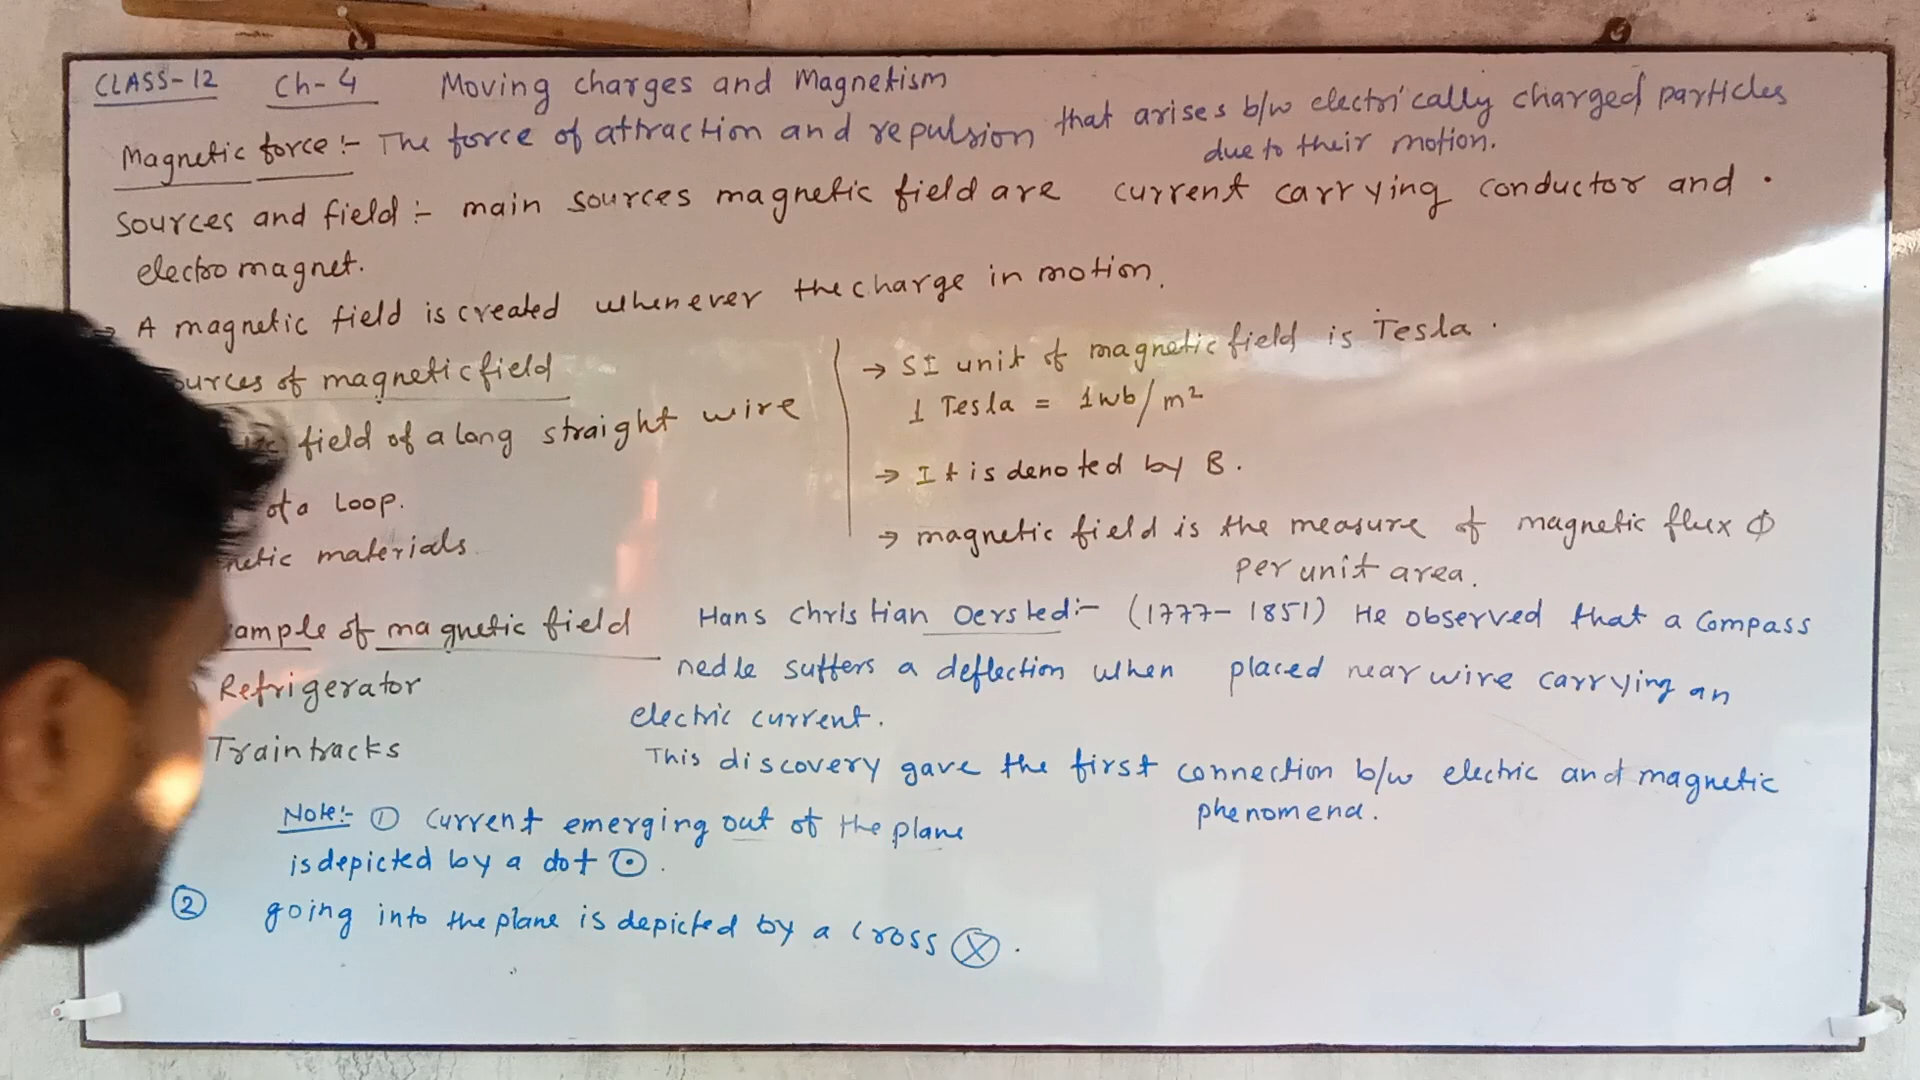 CLASS-12 Ch-4 Moving charges and Magnetism
Magnetic force :- The force of attraction and repulsion that arises b/w electrically charged particles
due to their motion.
Sources and field :- main sources magnetic field are current carrying conductor and
electromagnet.
→ A magnetic field is created whenever the charge in motion.
of magnetic field
field of a long straight wire
of a Loop.
materials
→ SI unit of magnetic field is Tesla.
1 Tesla = 1wb/m²
→ It is denoted by B.
→ magnetic field is the measure of magnetic flux ϕ
per unit area.
of magnetic field
Refrigerator
Train tracks
Hans Christian Oersted :- (1777-1851) He observed that a Compass
nedle suffers a deflection when placed near wire carrying an
electric current.
This discovery gave the first connection b/w electric and magnetic
phenomena.
Note:- ① Current emerging out of the plane
is depicted by a dot ⊙.
② going into the plane is depicted by a cross ⊗.